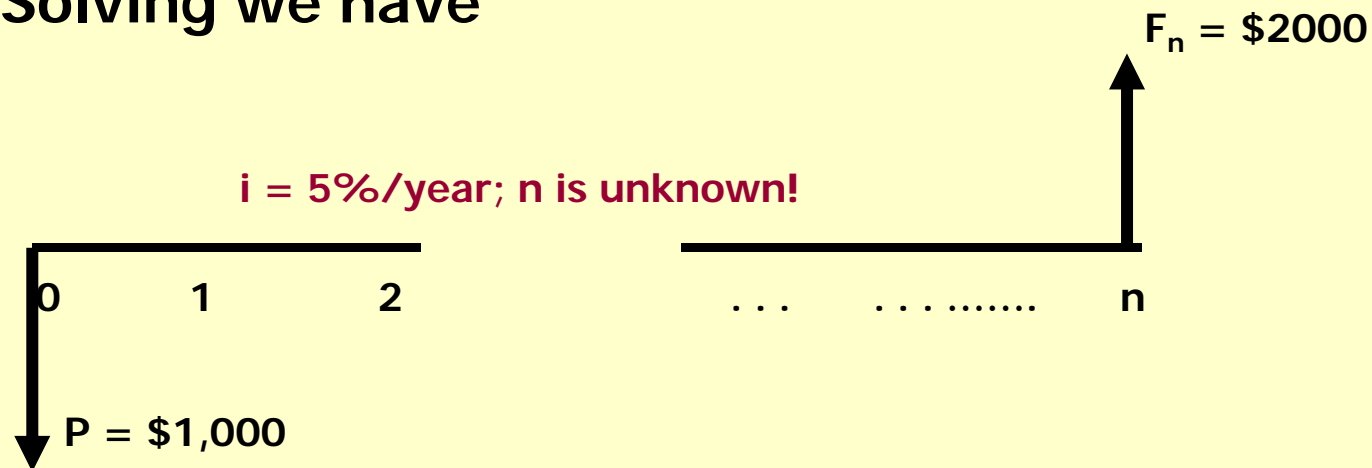 Solving we have
Fn = $2000
i = 5%/year; n is unknown!
0 1 2 . . . . . . ....... n
P = $1,000